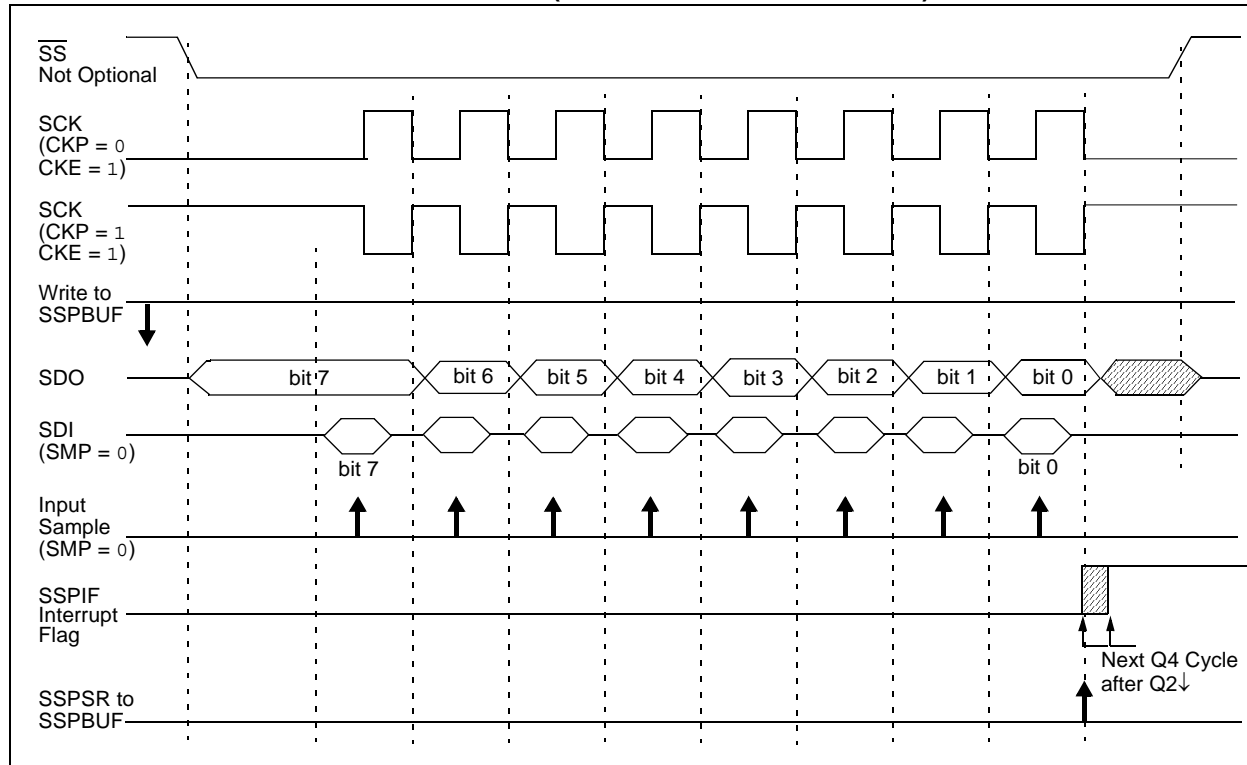 SS
Not Optional
SCK
(CKP = 0
CKE = 1)
SCK
(CKP = 1
CKE = 1)
Write to
SSPBUF
SDO
bit 7
bit 6
bit 5
bit 4
bit 3
bit 2
bit 1
bit 0
SDI
(SMP = 0)
bit 7
bit 0
Input
Sample
(SMP = 0)
SSPIF
Interrupt
Flag
Next Q4 Cycle
after Q2↓
SSPSR to
SSPBUF